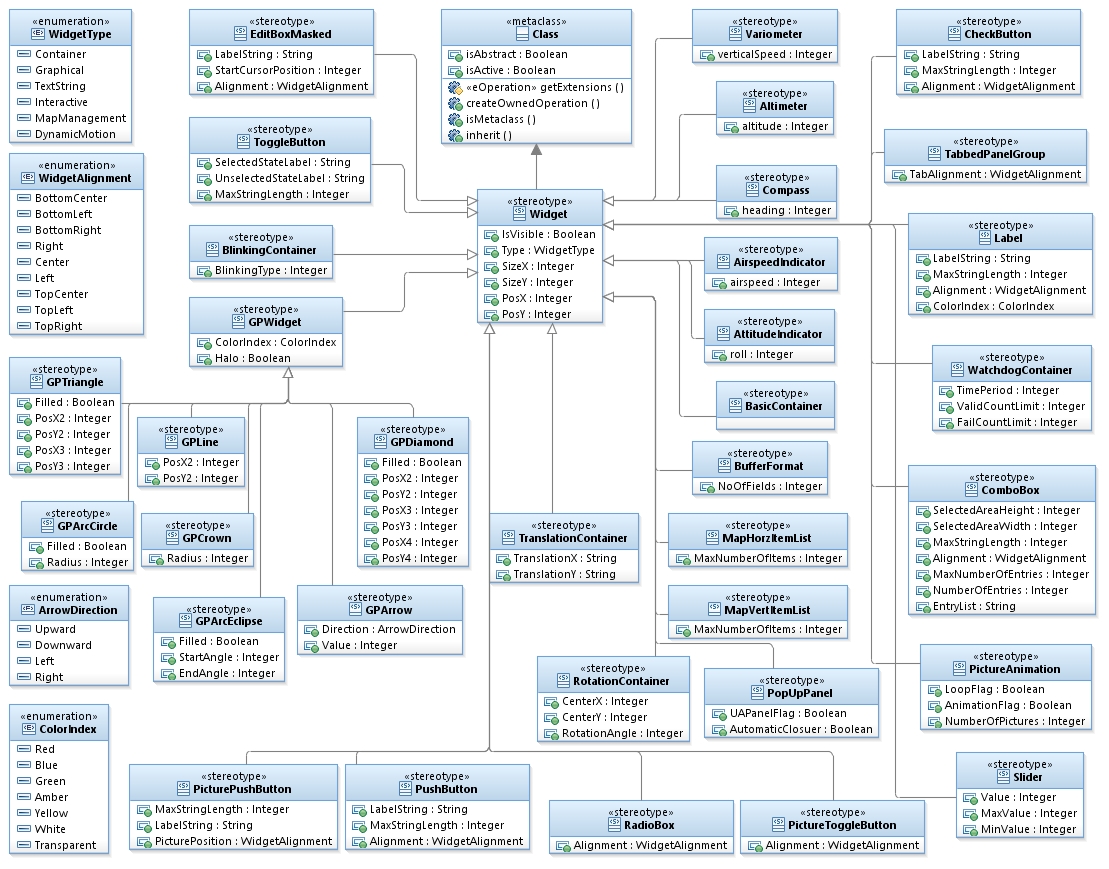 «enumeration»
WidgetType
Container
Graphical
TextString
Interactive
MapManagement
DynamicMotion
«stereotype»
EditBoxMasked
LabelString : String
StartCursorPosition : Integer
Alignment : WidgetAlignment
«metaclass»
Class
isAbstract : Boolean
isActive : Boolean
«eOperation» getExtensions ( )
createOwnedOperation ( )
isMetaclass ( )
inherit ( )
«stereotype»
Variometer
verticalSpeed : Integer
«stereotype»
CheckButton
LabelString : String
MaxStringLength : Integer
Alignment : WidgetAlignment
«stereotype»
Altimeter
altitude : Integer
«stereotype»
ToggleButton
SelectedStateLabel : String
UnselectedStateLabel : String
MaxStringLength : Integer
«stereotype»
TabbedPanelGroup
TabAlignment : WidgetAlignment
«enumeration»
WidgetAlignment
BottomCenter
BottomLeft
BottomRight
Right
Center
Left
TopCenter
TopLeft
TopRight
«stereotype»
Compass
heading : Integer
«stereotype»
Widget
IsVisible : Boolean
Type : WidgetType
SizeX : Integer
SizeY : Integer
PosX : Integer
PosY : Integer
«stereotype»
Label
LabelString : String
MaxStringLength : Integer
Alignment : WidgetAlignment
ColorIndex : ColorIndex
«stereotype»
BlinkingContainer
BlinkingType : Integer
«stereotype»
AirspeedIndicator
airspeed : Integer
«stereotype»
GPWidget
ColorIndex : ColorIndex
Halo : Boolean
«stereotype»
AttitudeIndicator
roll : Integer
«stereotype»
WatchdogContainer
TimePeriod : Integer
ValidCountLimit : Integer
FailCountLimit : Integer
«stereotype»
GPTriangle
Filled : Boolean
PosX2 : Integer
PosY2 : Integer
PosX3 : Integer
PosY3 : Integer
«stereotype»
BasicContainer
«stereotype»
GPLine
PosX2 : Integer
PosY2 : Integer
«stereotype»
GPDiamond
Filled : Boolean
PosX2 : Integer
PosY2 : Integer
PosX3 : Integer
PosY3 : Integer
PosX4 : Integer
PosY4 : Integer
«stereotype»
BufferFormat
NoOfFields : Integer
«stereotype»
ComboBox
SelectedAreaHeight : Integer
SelectedAreaWidth : Integer
MaxStringLength : Integer
Alignment : WidgetAlignment
MaxNumberOfEntries : Integer
NumberOfEntries : Integer
EntryList : String
«stereotype»
GPArcCircle
Filled : Boolean
Radius : Integer
«stereotype»
GPCrown
Radius : Integer
«stereotype»
TranslationContainer
TranslationX : String
TranslationY : String
«stereotype»
MapHorzItemList
MaxNumberOfItems : Integer
«enumeration»
ArrowDirection
Upward
Downward
Left
Right
«stereotype»
GPArcEclipse
Filled : Boolean
StartAngle : Integer
EndAngle : Integer
«stereotype»
GPArrow
Direction : ArrowDirection
Value : Integer
«stereotype»
MapVertItemList
MaxNumberOfItems : Integer
«stereotype»
PictureAnimation
LoopFlag : Boolean
AnimationFlag : Boolean
NumberOfPictures : Integer
«stereotype»
RotationContainer
CenterX : Integer
CenterY : Integer
RotationAngle : Integer
«stereotype»
PopUpPanel
UAPanelFlag : Boolean
AutomaticClosuer : Boolean
«enumeration»
ColorIndex
Red
Blue
Green
Amber
Yellow
White
Transparent
«stereotype»
PicturePushButton
MaxStringLength : Integer
LabelString : String
PicturePosition : WidgetAlignment
«stereotype»
PushButton
LabelString : String
MaxStringLength : Integer
Alignment : WidgetAlignment
«stereotype»
RadioBox
Alignment : WidgetAlignment
«stereotype»
PictureToggleButton
Alignment : WidgetAlignment
«stereotype»
Slider
Value : Integer
MaxValue : Integer
MinValue : Integer